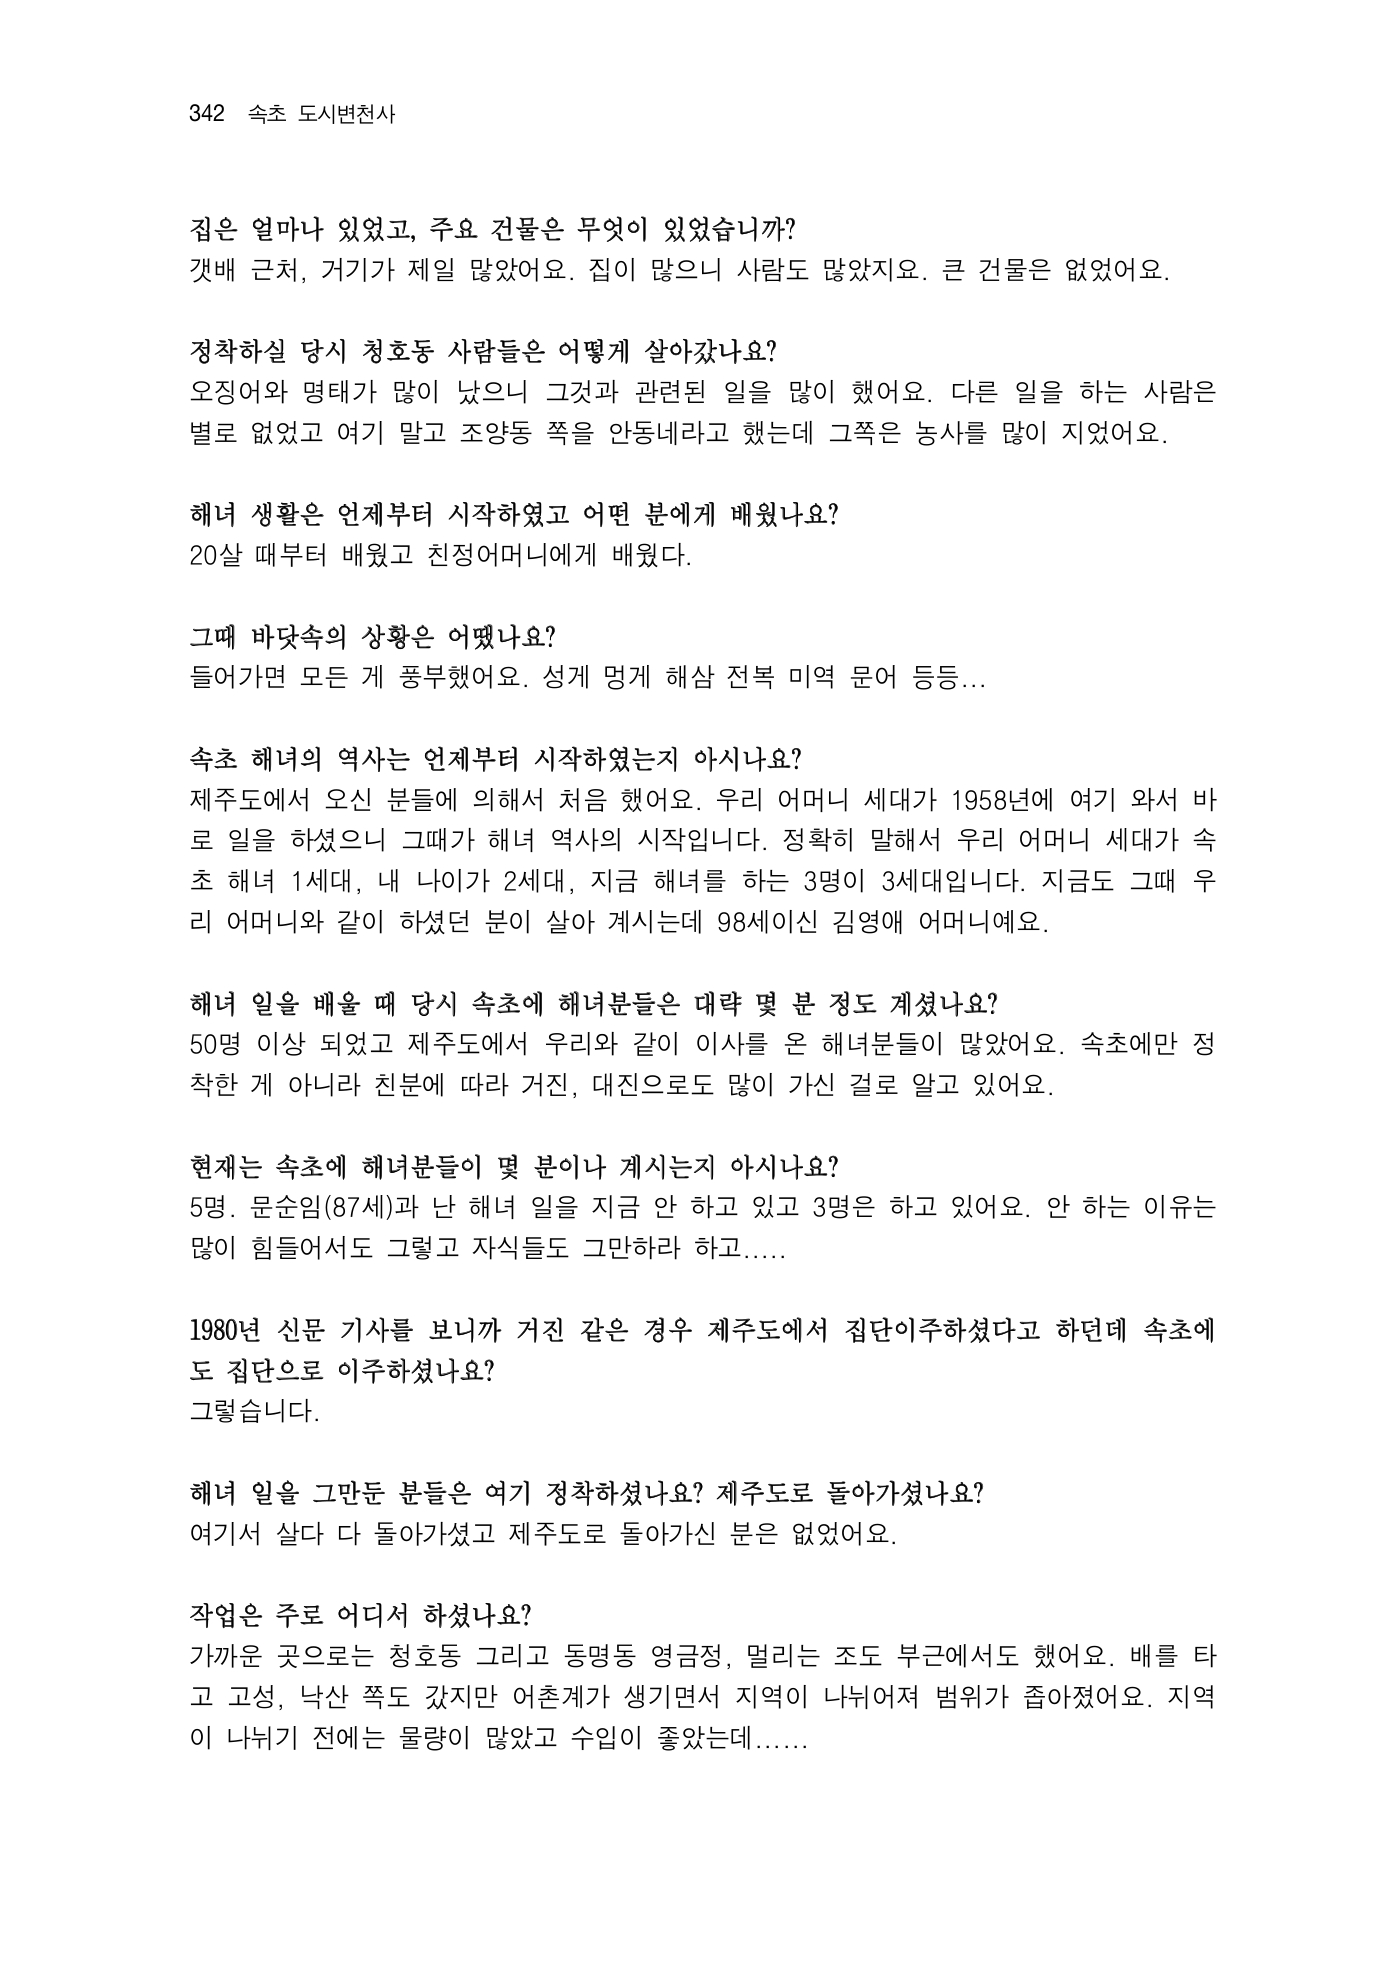 342 속초 도시변천사
집은 얼마나 있었고, 주요 건물은 무엇이 있었습니까?
갯배 근처, 거기가 제일 많았어요. 집이 많으니 사람도 많았지요. 큰 건물은 없었어요.
정착하실 당시 청호동 사람들은 어떻게 살아갔나요?
오징어와 명태가 많이 났으니 그것과 관련된 일을 많이 했어요. 다른 일을 하는 사람은
별로 없었고 여기 말고 조양동 쪽을 안동네라고 했는데 그쪽은 농사를 많이 지었어요.
해녀 생활은 언제부터 시작하였고 어떤 분에게 배웠나요?
20살 때부터 배웠고 친정어머니에게 배웠다.
그때 바닷속의 상황은 어땠나요?
들어가면 모든 게 풍부했어요. 성게 멍게 해삼 전복 미역 문어 등등...
속초 해녀의 역사는 언제부터 시작하였는지 아시나요?
제주도에서 오신 분들에 의해서 처음 했어요. 우리 어머니 세대가 1958년에 여기 와서 바
로 일을 하셨으니 그때가 해녀 역사의 시작입니다. 정확히 말해서 우리 어머니 세대가 속
초 해녀 1세대, 내 나이가 2세대, 지금 해녀를 하는 3명이 3세대입니다. 지금도 그때 우
리 어머니와 같이 하셨던 분이 살아 계시는데 98세이신 김영애 어머니예요.
해녀 일을 배울 때 당시 속초에 해녀분들은 대략 몇 분 정도 계셨나요?
50명 이상 되었고 제주도에서 우리와 같이 이사를 온 해녀분들이 많았어요. 속초에만 정
착한 게 아니라 친분에 따라 거진, 대진으로도 많이 가신 걸로 알고 있어요.
현재는 속초에 해녀분들이 몇 분이나 계시는지 아시나요?
5명. 문순임(87세)과 난 해녀 일을 지금 안 하고 있고 3명은 하고 있어요. 안 하는 이유는
많이 힘들어서도 그렇고 자식들도 그만하라 하고.....
1980년 신문 기사를 보니까 거진 같은 경우 제주도에서 집단이주하셨다고 하던데 속초에
도 집단으로 이주하셨나요?
그렇습니다.
해녀 일을 그만둔 분들은 여기 정착하셨나요? 제주도로 돌아가셨나요?
여기서 살다 다 돌아가셨고 제주도로 돌아가신 분은 없었어요.
작업은 주로 어디서 하셨나요?
가까운 곳으로는 청호동 그리고 동명동 영금정, 멀리는 조도 부근에서도 했어요. 배를 타
고 고성, 낙산 쪽도 갔지만 어촌계가 생기면서 지역이 나뉘어져 범위가 좁아졌어요. 지역
이 나뉘기 전에는 물량이 많았고 수입이 좋았는데......